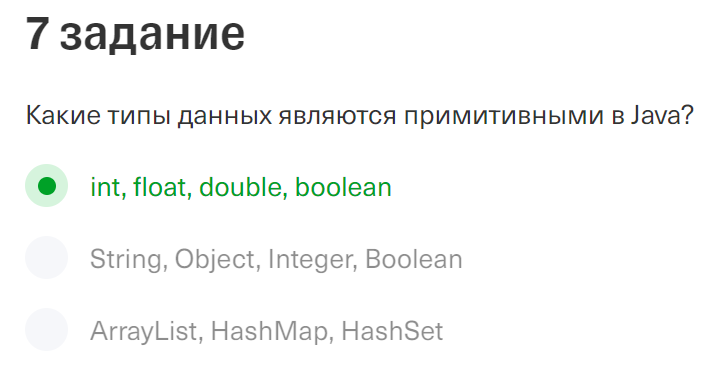 7 задание
Какие типы данных являются примитивными в Java?
int, float, double, boolean
String, Object, Integer, Boolean
ArrayList, HashMap, HashSet